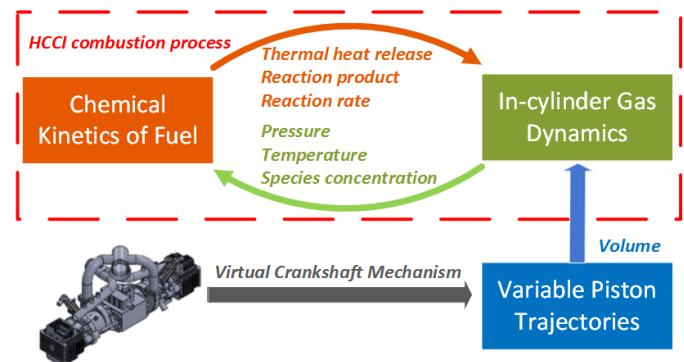 HCCI combustion process
Thermal heat release
Reaction product
Reaction rate
Chemical
Kinetics of Fuel
In-cylinder Gas
Dynamics
Pressure
Temperature
Species concentration
Volume
Virtual Crankshaft Mechanism
Variable Piston
Trajectories